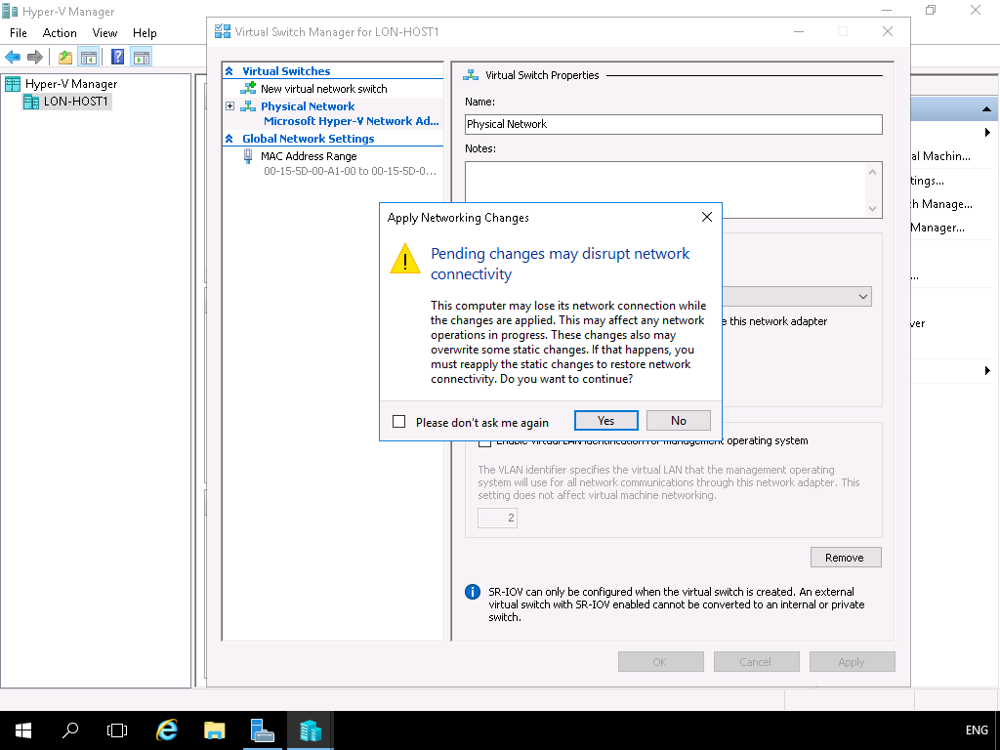 Hyper-V Manager
File Action View Help
Hyper-V Manager
LON-HOST1
Virtual Switch Manager for LON-HOST1
Virtual Switches
New virtual network switch
Physical Network
Microsoft Hyper-V Network Ad...
Global Network Settings
MAC Address Range
00-15-5D-00-A1-00 to 00-15-5D-0...
Virtual Switch Properties
Name:
Physical Network
Notes:
Apply Networking Changes
Pending changes may disrupt network
connectivity
This computer may lose its network connection while
the changes are applied. This may affect any network
operations in progress. These changes also may
overwrite some static changes. If that happens, you
must reapply the static changes to restore network
connectivity. Do you want to continue?
Please don't ask me again
Yes
No
e this network adapter
Enable virtual LAN identification for management operating system
The VLAN identifier specifies the virtual LAN that the management operating
system will use for all network communications through this network adapter. This
setting does not affect virtual machine networking.
2
Remove
SR-IOV can only be configured when the virtual switch is created. An external
virtual switch with SR-IOV enabled cannot be converted to an internal or private
switch.
OK
Cancel
Apply
al Machin...
tings...
h Manage...
Manager...
...
ver
ENG